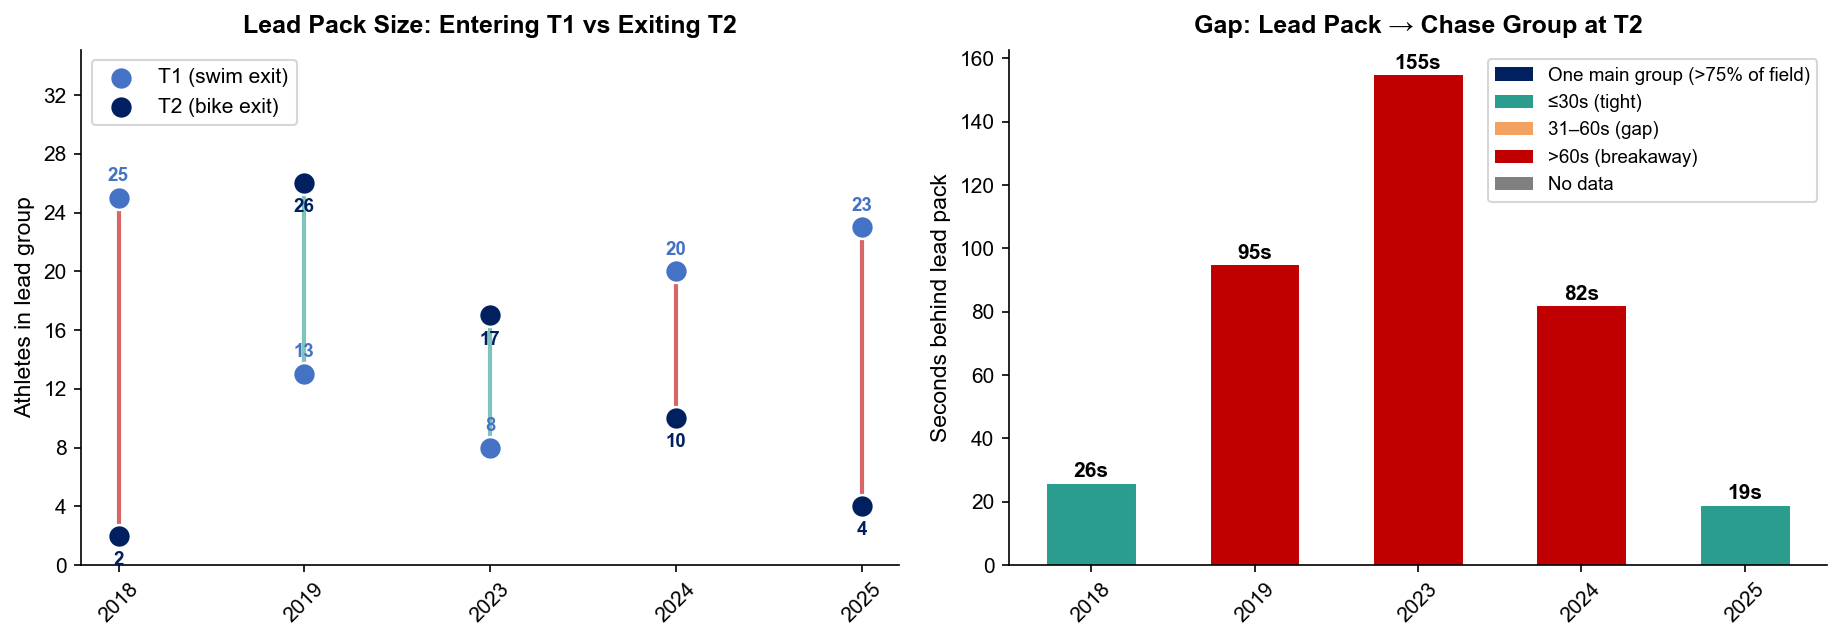 Lead Pack Size: Entering T1 vs Exiting T2
T1 (swim exit)
T2 (bike exit)
Athletes in lead group
32
28
24
20
16
12
8
4
0
25
2
26
13
17
8
20
10
23
4
2018
2019
2023
2024
2025
Gap: Lead Pack → Chase Group at T2
One main group (>75% of field)
≤30s (tight)
31–60s (gap)
>60s (breakaway)
No data
Seconds behind lead pack
160
140
120
100
80
60
40
20
0
26s
95s
155s
82s
19s
2018
2019
2023
2024
2025